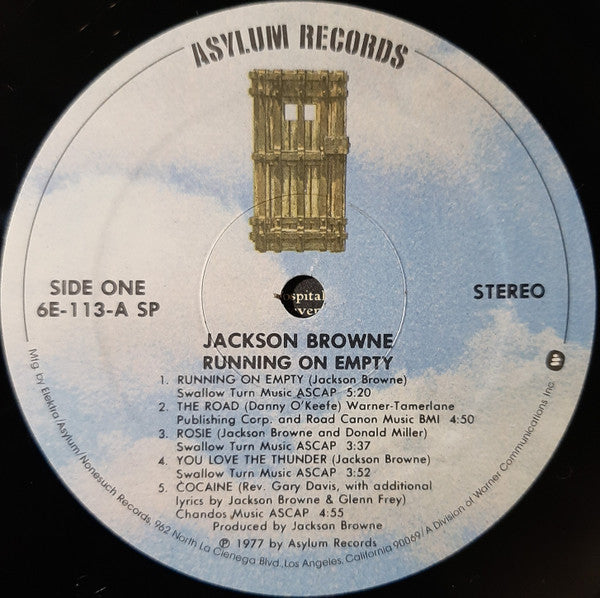 ASYLUM RECORDS
SIDE ONE
6E-113-A SP
STEREO
ospital
JACKSON BROWNE
RUNNING ON EMPTY
1. RUNNING ON EMPTY (Jackson Browne)
Swallow Turn Music ASCAP 5:20
2. THE ROAD (Danny O'Keefe) Warner-Tamerlane
Publishing Corp. and Road Canon Music BMI 4:50
3. ROSIE (Jackson Browne and Donald Miller)
Swallow Turn Music ASCAP 3:37
4. YOU LOVE THE THUNDER (Jackson Browne)
Swallow Turn Music ASCAP 3:52
5. COCAINE (Rev. Gary Davis, with additional
lyrics by Jackson Browne & Glenn Frey)
Chandos Music ASCAP 4:55
Produced by Jackson Browne
℗ 1977 by Asylum Records
Mfg. by Elektra/Asylum/Nonesuch Records, 962 North La Cienega Blvd., Los Angeles, California 90069/A Division of Warner Communications Inc.